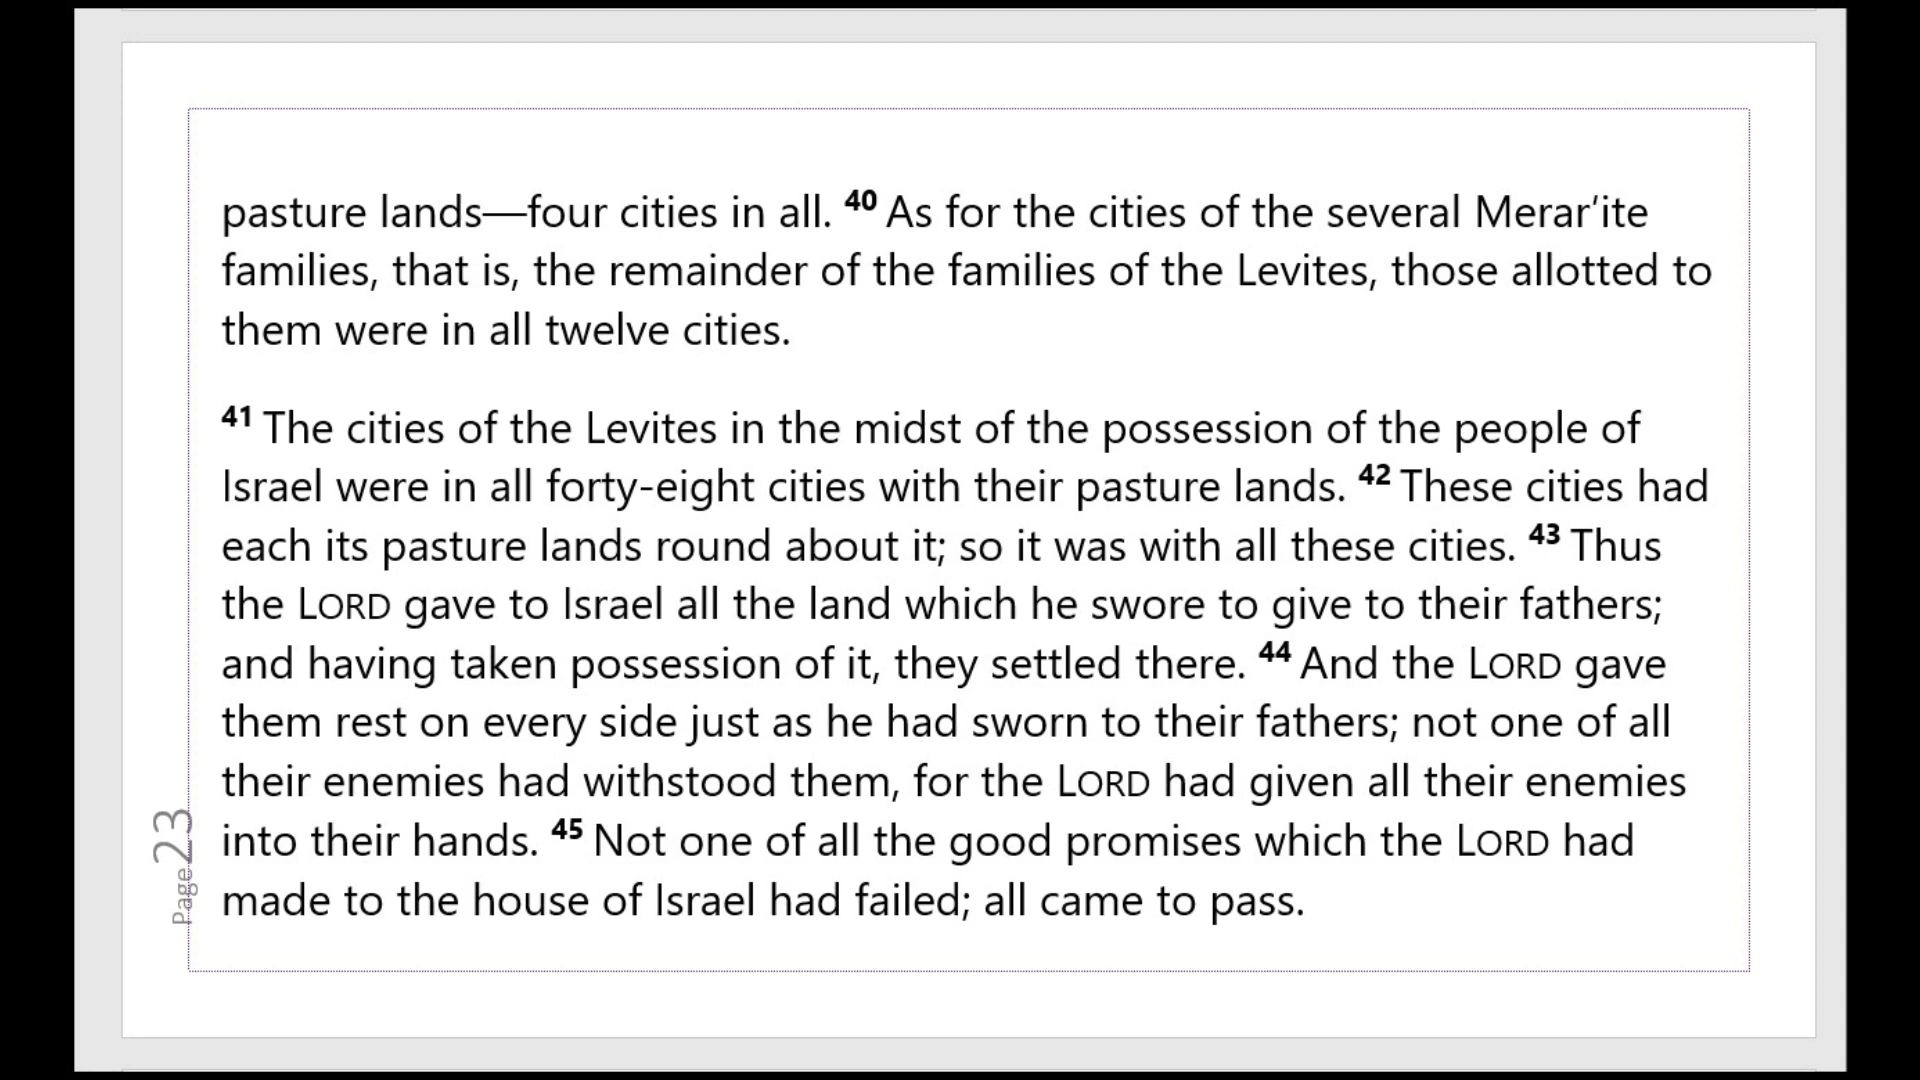 pasture lands—four cities in all. 40 As for the cities of the several Merar′ite
families, that is, the remainder of the families of the Levites, those allotted to
them were in all twelve cities.
41 The cities of the Levites in the midst of the possession of the people of
Israel were in all forty-eight cities with their pasture lands. 42 These cities had
each its pasture lands round about it; so it was with all these cities. 43 Thus
the LORD gave to Israel all the land which he swore to give to their fathers;
and having taken possession of it, they settled there. 44 And the LORD gave
them rest on every side just as he had sworn to their fathers; not one of all
their enemies had withstood them, for the LORD had given all their enemies
into their hands. 45 Not one of all the good promises which the LORD had
made to the house of Israel had failed; all came to pass.
Page 23